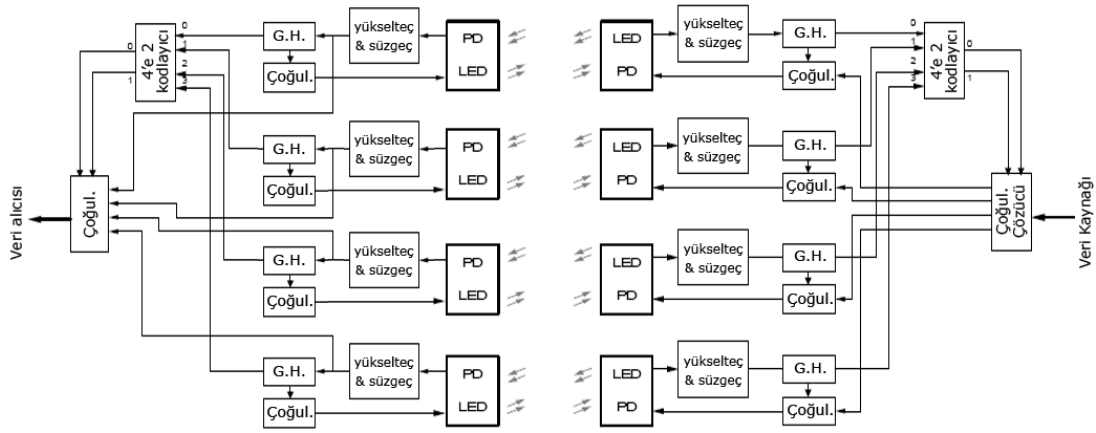 4'e 2
kodlayıcı
0
1
0
1
2
3
G.H.
Çoğul.
yükselteç
& süzgeç
PD
LED
LED
PD
yükselteç
& süzgeç
G.H.
Çoğul.
0
1
2
3
4'e 2
kodlayıcı
0
1
G.H.
Çoğul.
yükselteç
& süzgeç
PD
LED
LED
PD
yükselteç
& süzgeç
G.H.
Çoğul.
Veri alıcısı
Çoğul.
Çoğul.
Çözücü
Veri Kaynağı
G.H.
Çoğul.
yükselteç
& süzgeç
PD
LED
LED
PD
yükselteç
& süzgeç
G.H.
Çoğul.
G.H.
Çoğul.
yükselteç
& süzgeç
PD
LED
LED
PD
yükselteç
& süzgeç
G.H.
Çoğul.